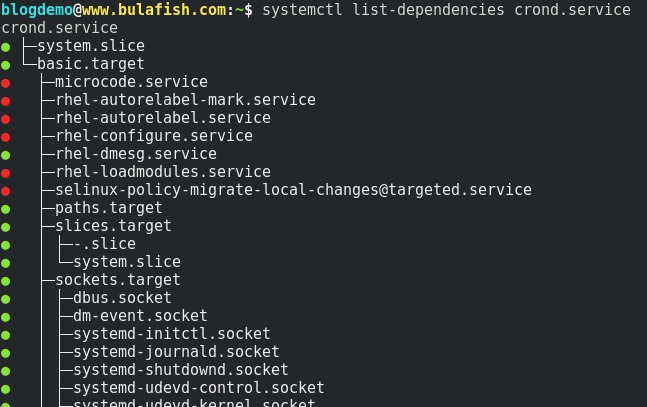 blogdemo@www.bulafish.com:~$ systemctl list-dependencies crond.service
crond.service
● ├─system.slice
● └─basic.target
●   ├─microcode.service
●   ├─rhel-autorelabel-mark.service
●   ├─rhel-autorelabel.service
●   ├─rhel-configure.service
●   ├─rhel-dmesg.service
●   ├─rhel-loadmodules.service
●   ├─selinux-policy-migrate-local-changes@targeted.service
●   ├─paths.target
●   ├─slices.target
●   │ ├─-.slice
●   │ └─system.slice
●   ├─sockets.target
●   │ ├─dbus.socket
●   │ ├─dm-event.socket
●   │ ├─systemd-initctl.socket
●   │ ├─systemd-journald.socket
●   │ ├─systemd-shutdownd.socket
●   │ ├─systemd-udevd-control.socket
●   │ ├─systemd-udevd-kernel.socket